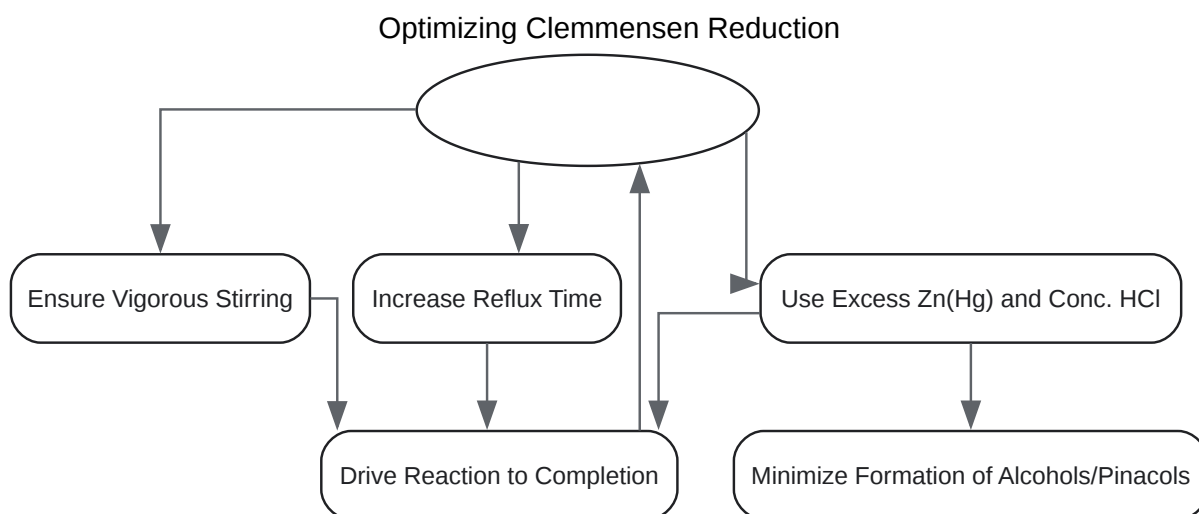 Optimizing Clemmensen Reduction
Ensure Vigorous Stirring
Increase Reflux Time
Use Excess Zn(Hg) and Conc. HCl
Drive Reaction to Completion
Minimize Formation of Alcohols/Pinacols